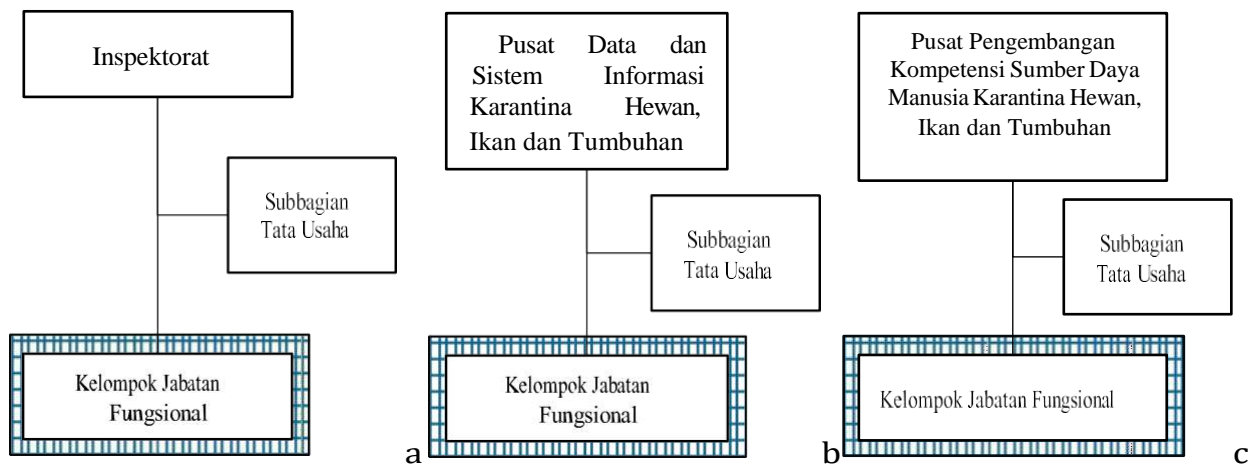 Inspektorat
Subbagian
Tata Usaha
Kelompok Jabatan
Fungsional
a
Pusat Data dan
Sistem Informasi
Karantina Hewan,
Ikan dan Tumbuhan
Subbagian
Tata Usaha
Kelompok Jabatan
Fungsional
b
Pusat Pengembangan
Kompetensi Sumber Daya
Manusia Karantina Hewan,
Ikan dan Tumbuhan
Subbagian
Tata Usaha
Kelompok Jabatan Fungsional
c